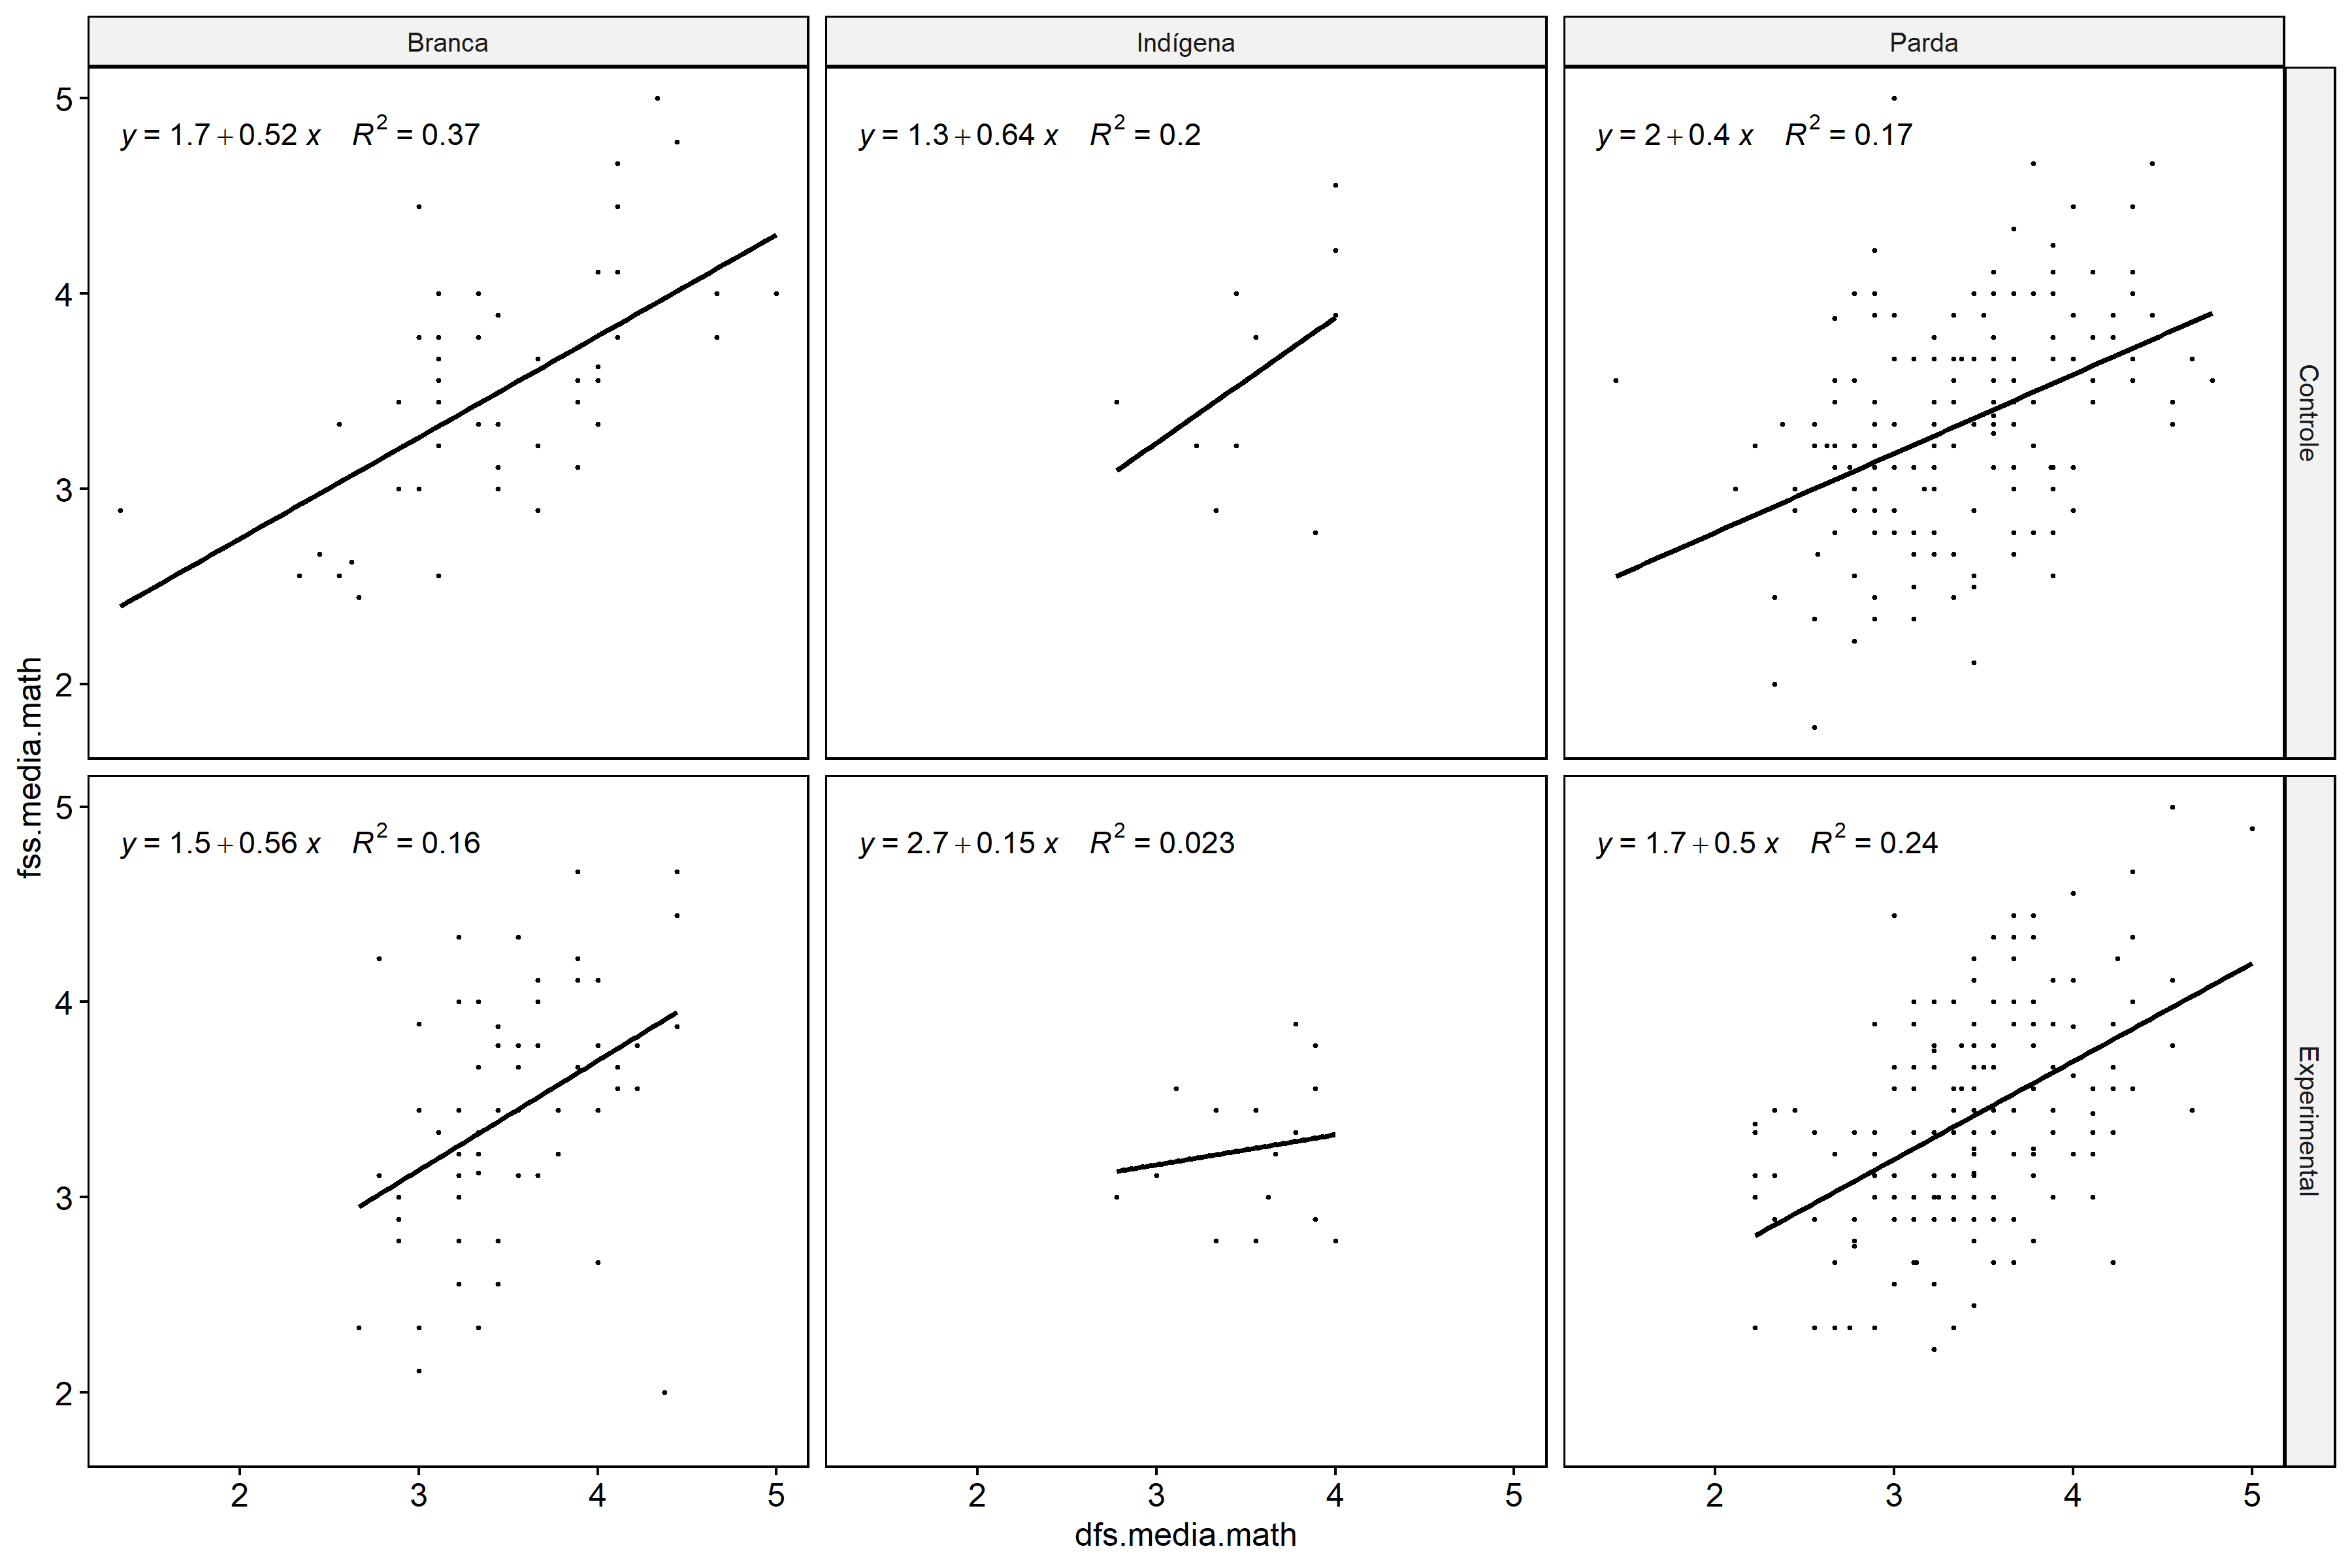 Branca Indígena Parda
5
y = 1.7 + 0.52 x R² = 0.37
y = 1.3 + 0.64 x R² = 0.2
y = 2 + 0.4 x R² = 0.17
4
3
2
Controle
fss.media.math
5
y = 1.5 + 0.56 x R² = 0.16
y = 2.7 + 0.15 x R² = 0.023
y = 1.7 + 0.5 x R² = 0.24
4
3
2
Experimental
2 3 4 5 2 3 4 5 2 3 4 5
dfs.media.math